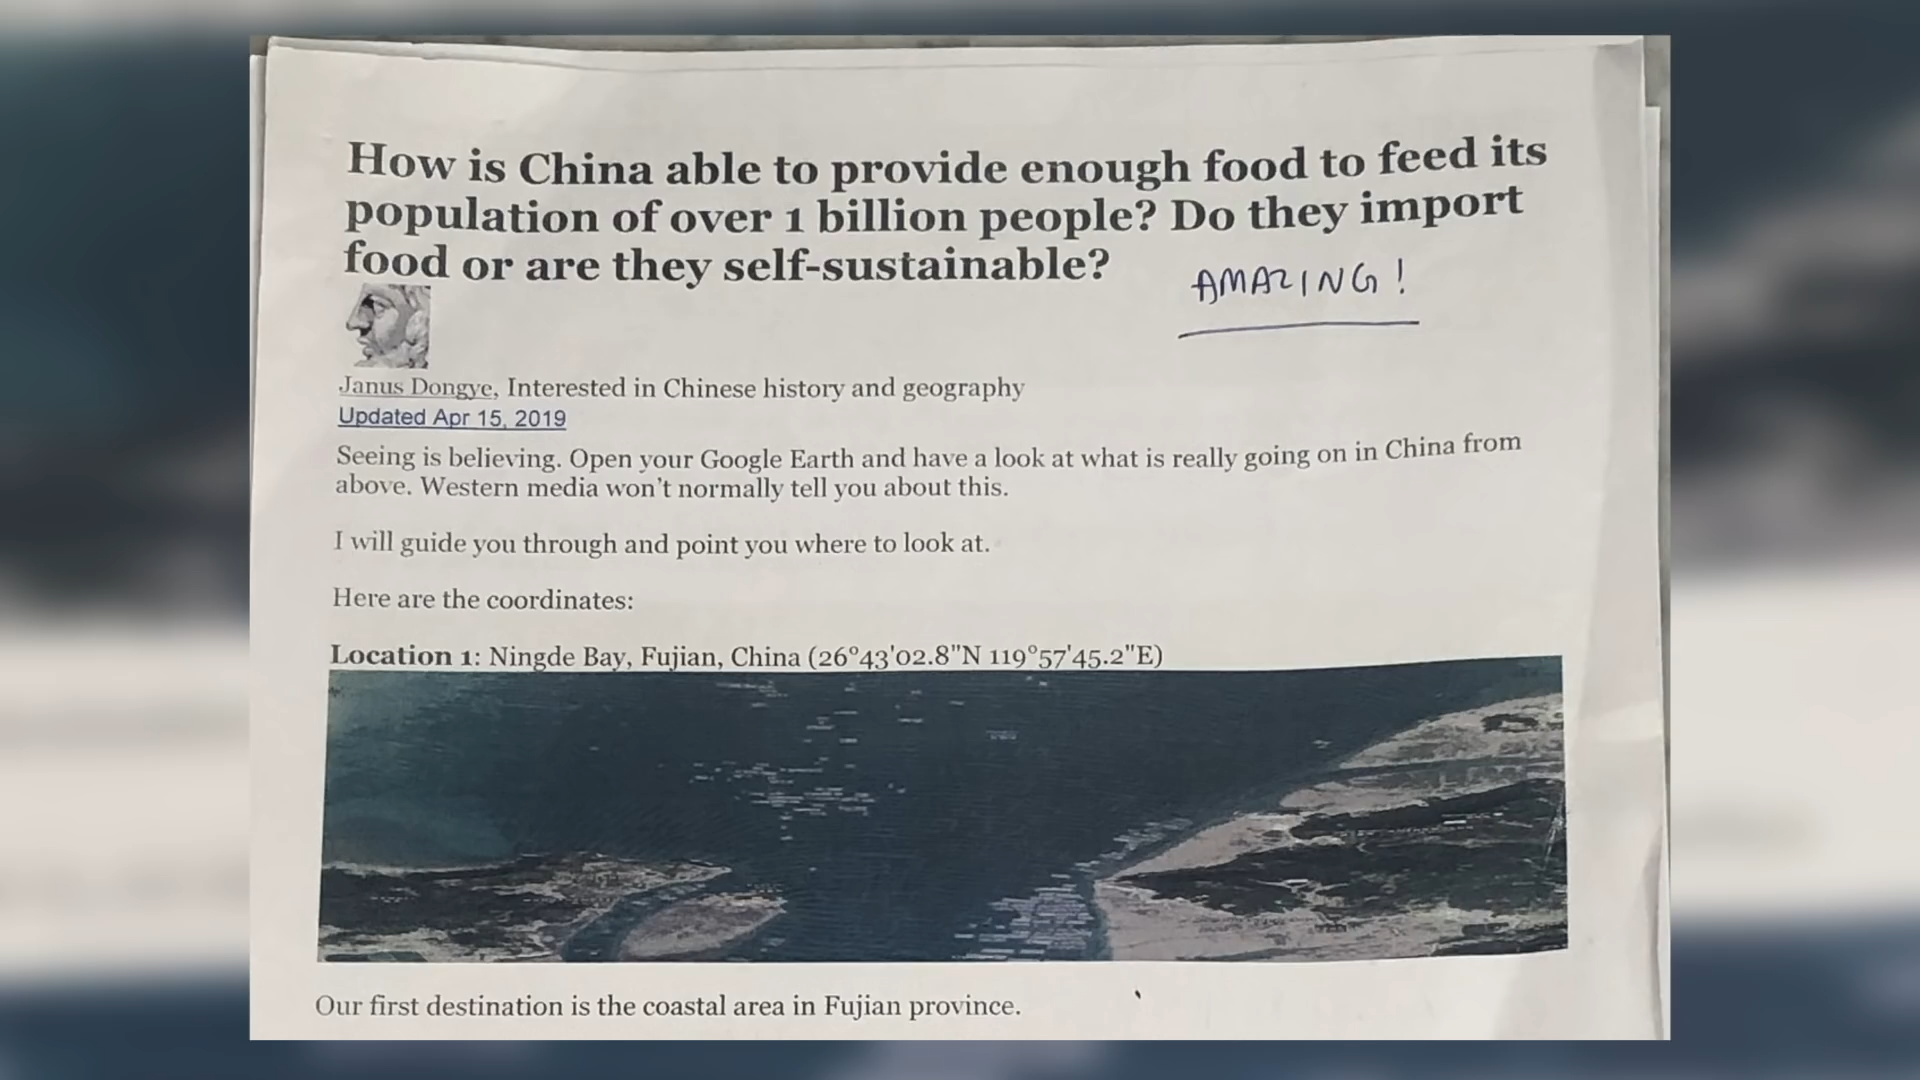 How is China able to provide enough food to feed its
population of over 1 billion people? Do they import
food or are they self-sustainable?
AMAZING!
Janus Dongye, Interested in Chinese history and geography
Updated Apr 15, 2019
Seeing is believing. Open your Google Earth and have a look at what is really going on in China from
above. Western media won't normally tell you about this.
I will guide you through and point you where to look at.
Here are the coordinates:
Location 1: Ningde Bay, Fujian, China (26°43'02.8"N 119°57'45.2"E)
Our first destination is the coastal area in Fujian province.